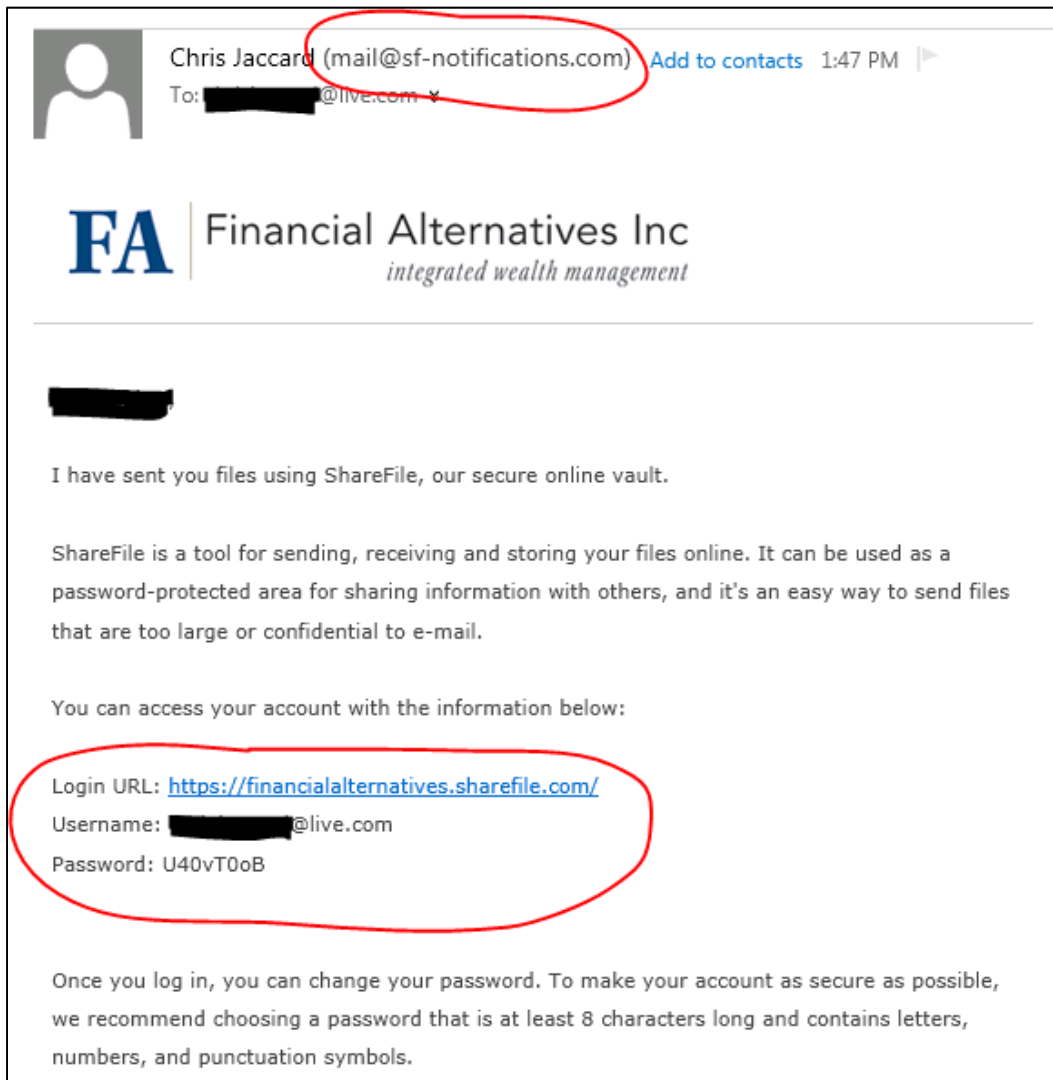 Chris Jaccard (mail@sf-notifications.com) Add to contacts 1:47 PM
To: @live.com
FA Financial Alternatives Inc
integrated wealth management
I have sent you files using ShareFile, our secure online vault.
ShareFile is a tool for sending, receiving and storing your files online. It can be used as a
password-protected area for sharing information with others, and it's an easy way to send files
that are too large or confidential to e-mail.
You can access your account with the information below:
Login URL: https://financialalternatives.sharefile.com/
Username: @live.com
Password: U40vT0oB
Once you log in, you can change your password. To make your account as secure as possible,
we recommend choosing a password that is at least 8 characters long and contains letters,
numbers, and punctuation symbols.